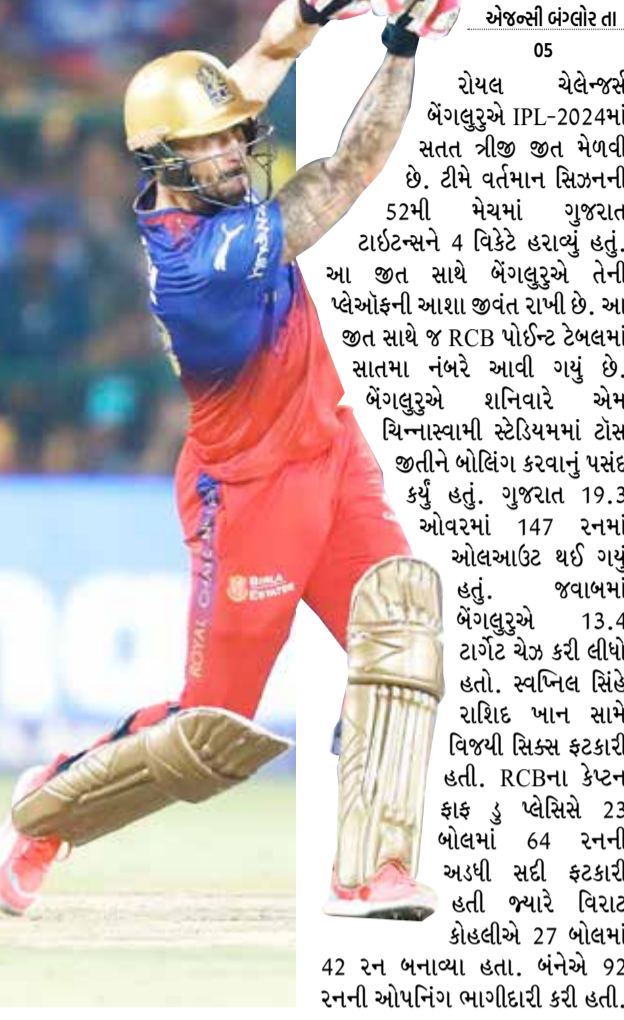 એજન્સી બંગ્લોર તા
05
રોયલ ચેલેન્જર્સ
બેંગલુરુએ IPL-2024માં
સતત ત્રીજી જીત મેળવી
છે. ટીમે વર્તમાન સિઝનની
52મી મેચમાં ગુજરાત
ટાઇટન્સને 4 વિકેટે હરાવ્યું હતું.
આ જીત સાથે બેંગલુરુએ તેની
પ્લેઑફની આશા જીવંત રાખી છે. આ
જીત સાથે જ RCB પોઈન્ટ ટેબલમાં
સાતમા નંબરે આવી ગયું છે.
બેંગલુરુએ શનિવારે એમ
ચિન્નાસ્વામી સ્ટેડિયમમાં ટૉસ
જીતીને બોલિંગ કરવાનું પસંદ
કર્યું હતું. ગુજરાત 19.3
ઓવરમાં 147 રનમાં
ઓલઆઉટ થઈ ગયું
હતું. જવાબમાં
બેંગલુરુએ 13.4
ટાર્ગેટ ચેઝ કરી લીધો
હતો. સ્વપ્નિલ સિંહે
રાશિદ ખાન સામે
વિજયી સિક્સ ફટકારી
હતી. RCBના કેપ્ટન
ફાફ ડુ પ્લેસિસે 23
બોલમાં 64 રનની
અડધી સદી ફટકારી
હતી જ્યારે વિરાટ
કોહલીએ 27 બોલમાં
42 રન બનાવ્યા હતા. બંનેએ 92
રનની ઓપનિંગ ભાગીદારી કરી હતી.
BIRLA
ESTATES
ROYAL CHALLEN